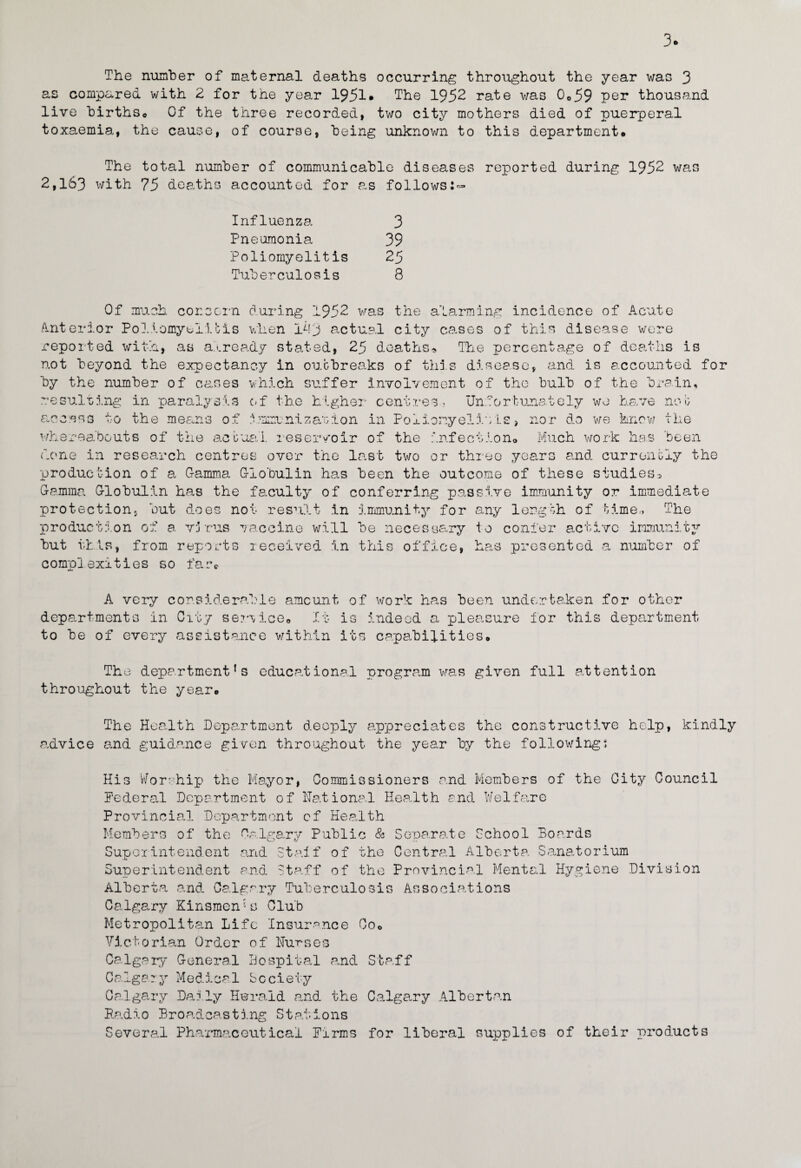 3.
The number of maternal deaths occurring throughout the year was 3
as compared with 2 for the year 1951. The 1952 rate was 0.59 per thousand
live births. Of the three recorded, two city mothers died of puerperal
toxaemia, the cause, of course, being unknown to this department.
The total number of communicable diseases reported during 1952 was
2,163 with 75 deaths accounted for as follows:-
Influenza 3
Pneumonia 39
Poliomyelitis 25
Tuberculosis 8
Of much concern during 1952 was the alarming incidence of Acute
Anterior Poliomyelitis when 143 actual city cases of this disease were
reported with, as already stated, 25 deaths. The percentage of deaths is
not beyond the expectancy in outbreaks of this disease, and is accounted for
by the number of cases which suffer involvement of the bulb of the brain,
resulting in paralysis of the higher centres. Unfortunately we have not
access to the means of immunization in Poliomyelitis, nor do we know the
whereabouts of the actual reservoir of the infection. Much work has been
done in research centres over the last two or three years and currently the
production of a Gamma Globulin has been the outcome of these studies.
Gamma Globulin has the faculty of conferring passive immunity or immediate
protection, but does not result in immunity for any length of time. The
production of a virus vaccine will be necessary to confer active immunity
but this, from reports received in this office, has presented a number of
complexities so far.
A very considerable amount of work has been undertaken for other
departments in City service. It is indeed a pleasure for this department
to be of every assistance within its capabilities.
The department's educational program was given full attention
throughout the year.
The Health Department deeply appreciates the constructive help, kindly
advice and guidance given throughout the year by the following:
His Worship the Mayor, Commissioners and Members of the City Council
Federal Department of National Health and Welfare
Provincial Department of Health
Members of the Calgary Public & Separate School Boards
Superintendent and Staff of the Central Alberta Sanatorium
Superintendent and Staff of the Provincial Mental Hygiene Division
Alberta and Calgary Tuberculosis Associations
Calgary Kinsmen's Club
Metropolitan Life Insurance Co.
Victorian Order of Nurses
Calgary General Hospital and Staff
Calgary Medical Society
Calgary Daily Herald and the Calgary Albertan
Radio Broadcasting Stations
Several Pharmaceutical Firms for liberal supplies of their products